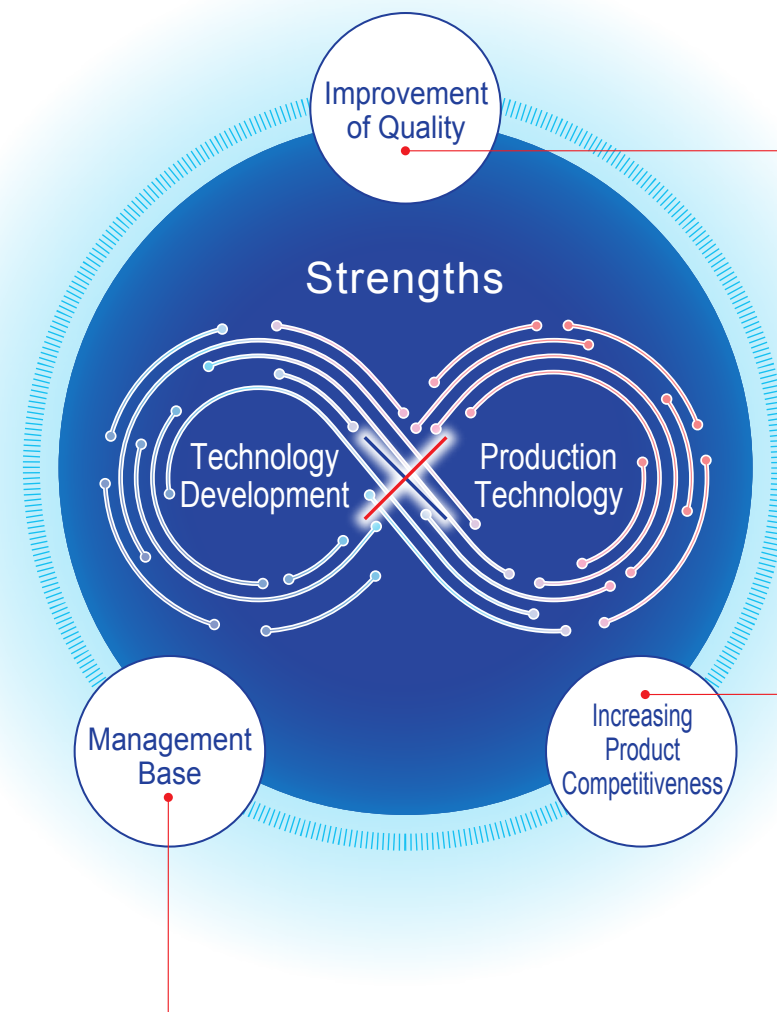 Improvement
of Quality
Strengths
Technology
Development
Production
Technology
Management
Base
Increasing
Product
Competitiveness